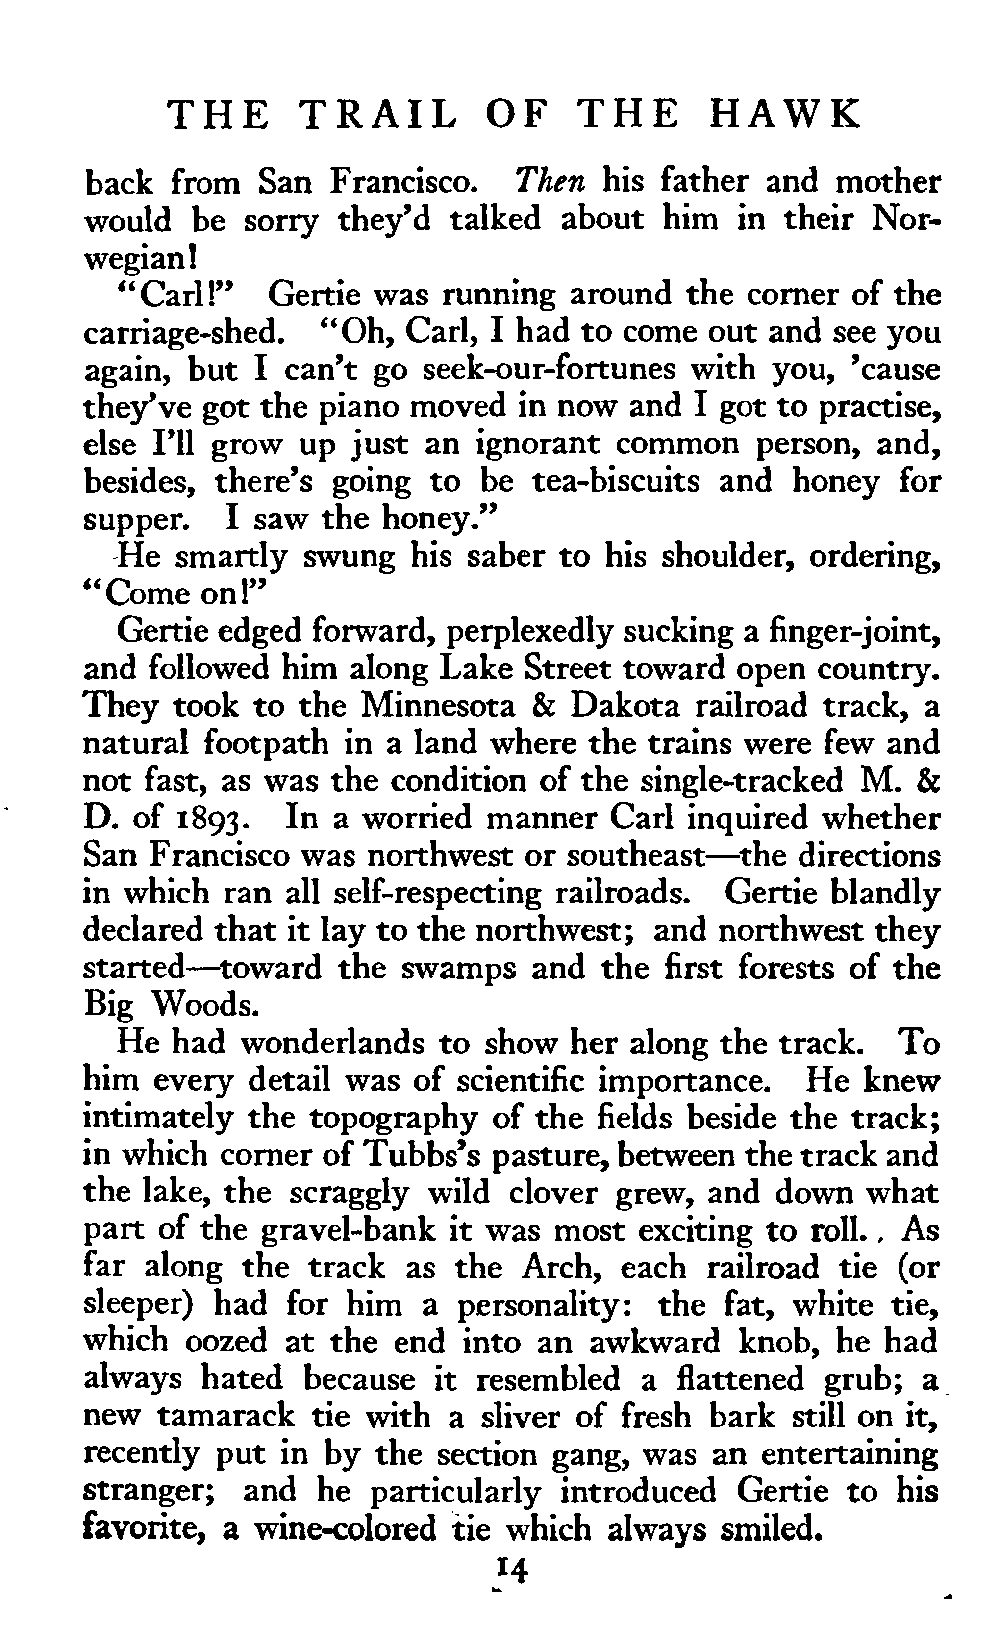 THE TRAIL OF THE HAWK
back from San Francisco. Then his father and mother
would be sorry they'd talked about him in their Nor-
wegian!
"Carl!" Gertie was running around the corner of the
carriage-shed. "Oh, Carl, I had to come out and see you
again, but I can't go seek-our-fortunes with you, 'cause
they've got the piano moved in now and I got to practise,
else I'll grow up just an ignorant common person, and,
besides, there's going to be tea-biscuits and honey for
supper. I saw the honey."
He smartly swung his saber to his shoulder, ordering,
"Come on!"
Gertie edged forward, perplexedly sucking a finger-joint,
and followed him along Lake Street toward open country.
They took to the Minnesota & Dakota railroad track, a
natural footpath in a land where the trains were few and
not fast, as was the condition of the single-tracked M. &
D. of 1893. In a worried manner Carl inquired whether
San Francisco was northwest or southeast—the directions
in which ran all self-respecting railroads. Gertie blandly
declared that it lay to the northwest; and northwest they
started—toward the swamps and the first forests of the
Big Woods.
He had wonderlands to show her along the track. To
him every detail was of scientific importance. He knew
intimately the topography of the fields beside the track;
in which corner of Tubbs's pasture, between the track and
the lake, the scraggly wild clover grew, and down what
part of the gravel-bank it was most exciting to roll. As
far along the track as the Arch, each railroad tie (or
sleeper) had for him a personality: the fat, white tie,
which oozed at the end into an awkward knob, he had
always hated because it resembled a flattened grub; a
new tamarack tie with a sliver of fresh bark still on it,
recently put in by the section gang, was an entertaining
stranger; and he particularly introduced Gertie to his
favorite, a wine-colored tie which always smiled.
14